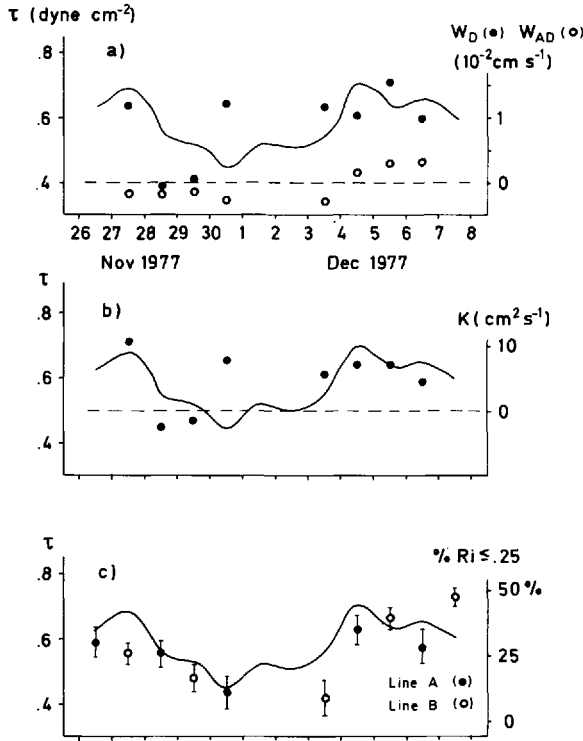 τ (dyne cm⁻²)
a)
W_D (●) W_AD (○)
(10⁻² cm s⁻¹)
.8
.6
.4
1
0
26 27 28 29 30 1 2 3 4 5 6 7 8
Nov 1977 Dec 1977
τ
b)
K (cm² s⁻¹)
.8
.6
.4
10
0
τ
c)
% Ri ≤ .25
.8
.6
.4
50 %
25
0
Line A (●)
Line B (○)